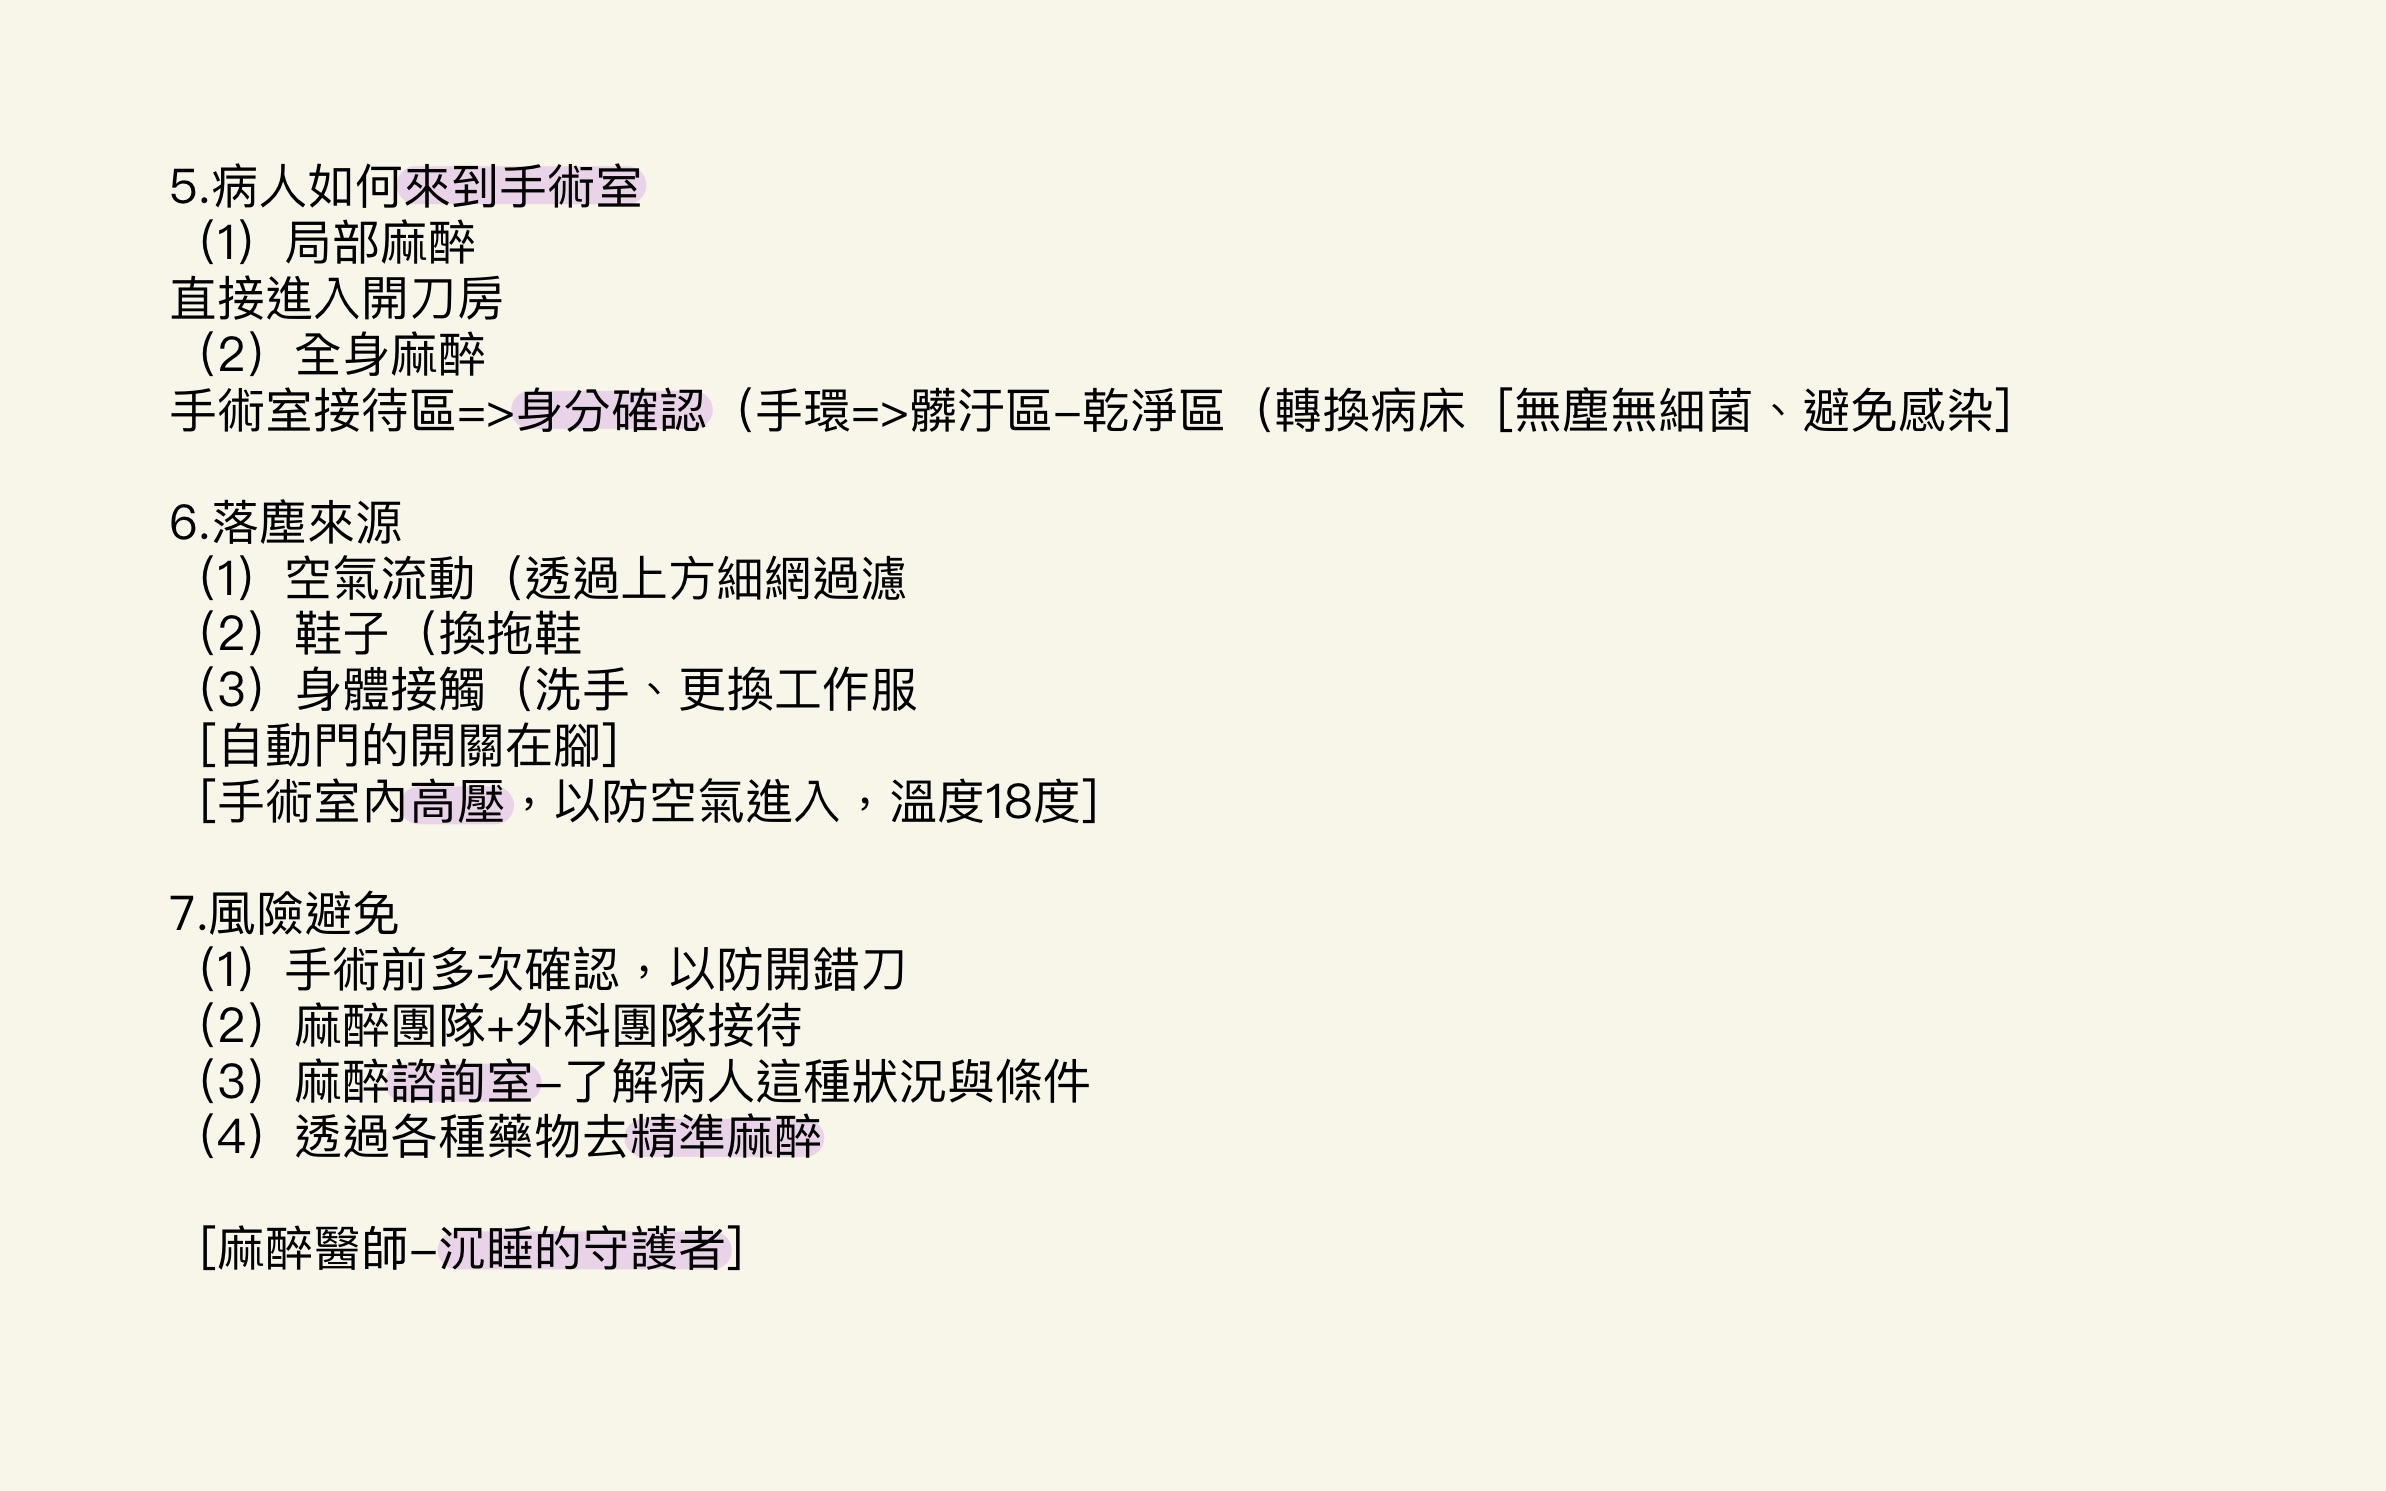 5.病人如何來到手術室
（1）局部麻醉
直接進入開刀房
（2）全身麻醉
手術室接待區=>身分確認（手環=>髒汙區–乾淨區（轉換病床［無塵無細菌、避免感染］
6.落塵來源
（1）空氣流動（透過上方細網過濾
（2）鞋子（換拖鞋
（3）身體接觸（洗手、更換工作服
［自動門的開關在腳］
［手術室內高壓，以防空氣進入，溫度18度］
7.風險避免
（1）手術前多次確認，以防開錯刀
（2）麻醉團隊+外科團隊接待
（3）麻醉諮詢室–了解病人這種狀況與條件
（4）透過各種藥物去精準麻醉
［麻醉醫師–沉睡的守護者］